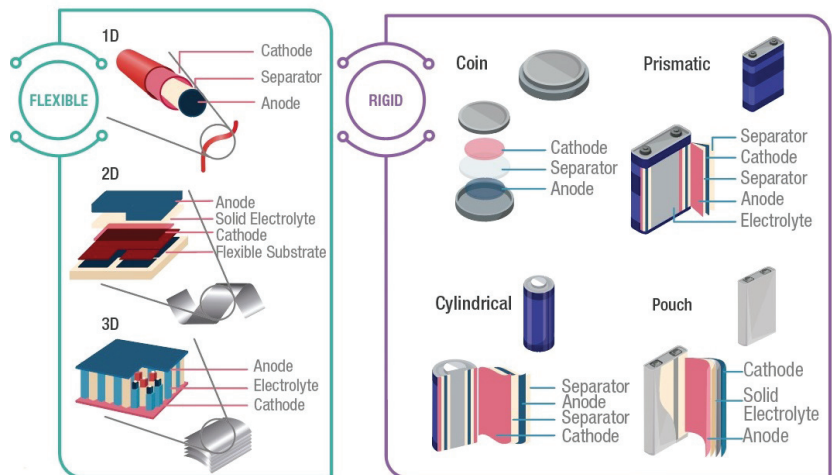 FLEXIBLE
1D
Cathode
Separator
Anode
2D
Anode
Solid Electrolyte
Cathode
Flexible Substrate
3D
Anode
Electrolyte
Cathode
RIGID
Coin
Cathode
Separator
Anode
Prismatic
Separator
Cathode
Separator
Anode
Electrolyte
Cylindrical
Separator
Anode
Separator
Cathode
Pouch
Cathode
Solid
Electrolyte
Anode